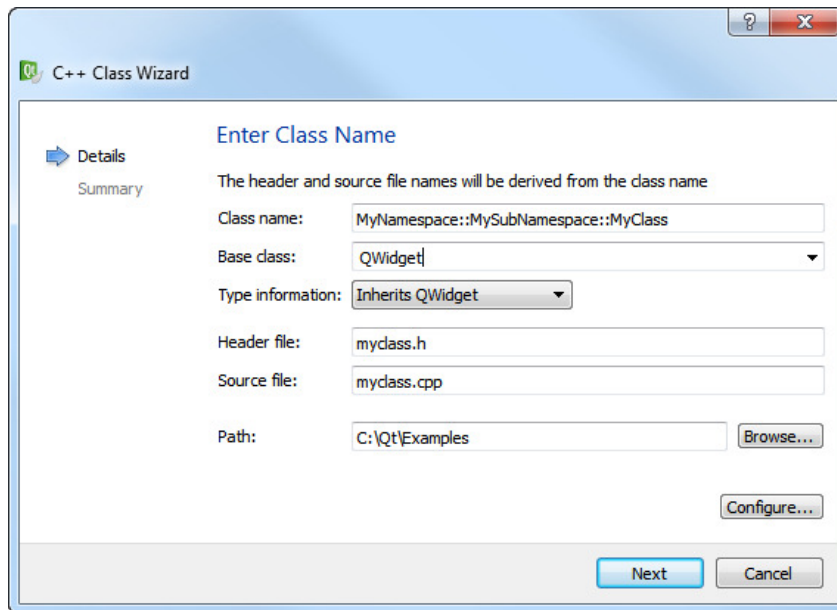 C++ Class Wizard
Details
Summary
Enter Class Name
The header and source file names will be derived from the class name
Class name: MyNamespace::MySubNamespace::MyClass
Base class: QWidget
Type information: Inherits QWidget
Header file: myclass.h
Source file: myclass.cpp
Path: C:\Qt\Examples Browse...
Configure...
Next Cancel